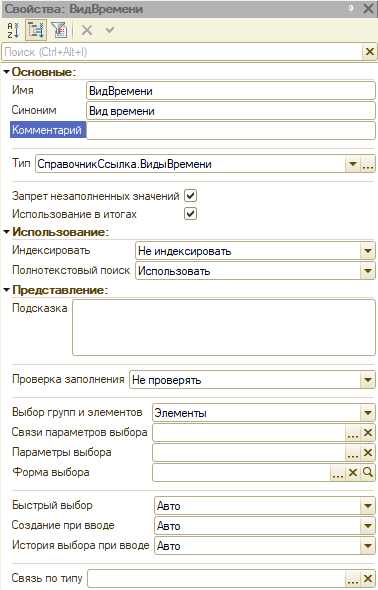 Свойства: ВидВремени
Поиск (Ctrl+Alt+I)
Основные:
Имя ВидВремени
Синоним Вид времени
Комментарий
Тип СправочникСсылка.ВидыВремени
Запрет незаполненных значений
Использование в итогах
Использование:
Индексировать Не индексировать
Полнотекстовый поиск Использовать
Представление:
Подсказка
Проверка заполнения Не проверять
Выбор групп и элементов Элементы
Связи параметров выбора
Параметры выбора
Форма выбора
Быстрый выбор Авто
Создание при вводе Авто
История выбора при вводе Авто
Связь по типу